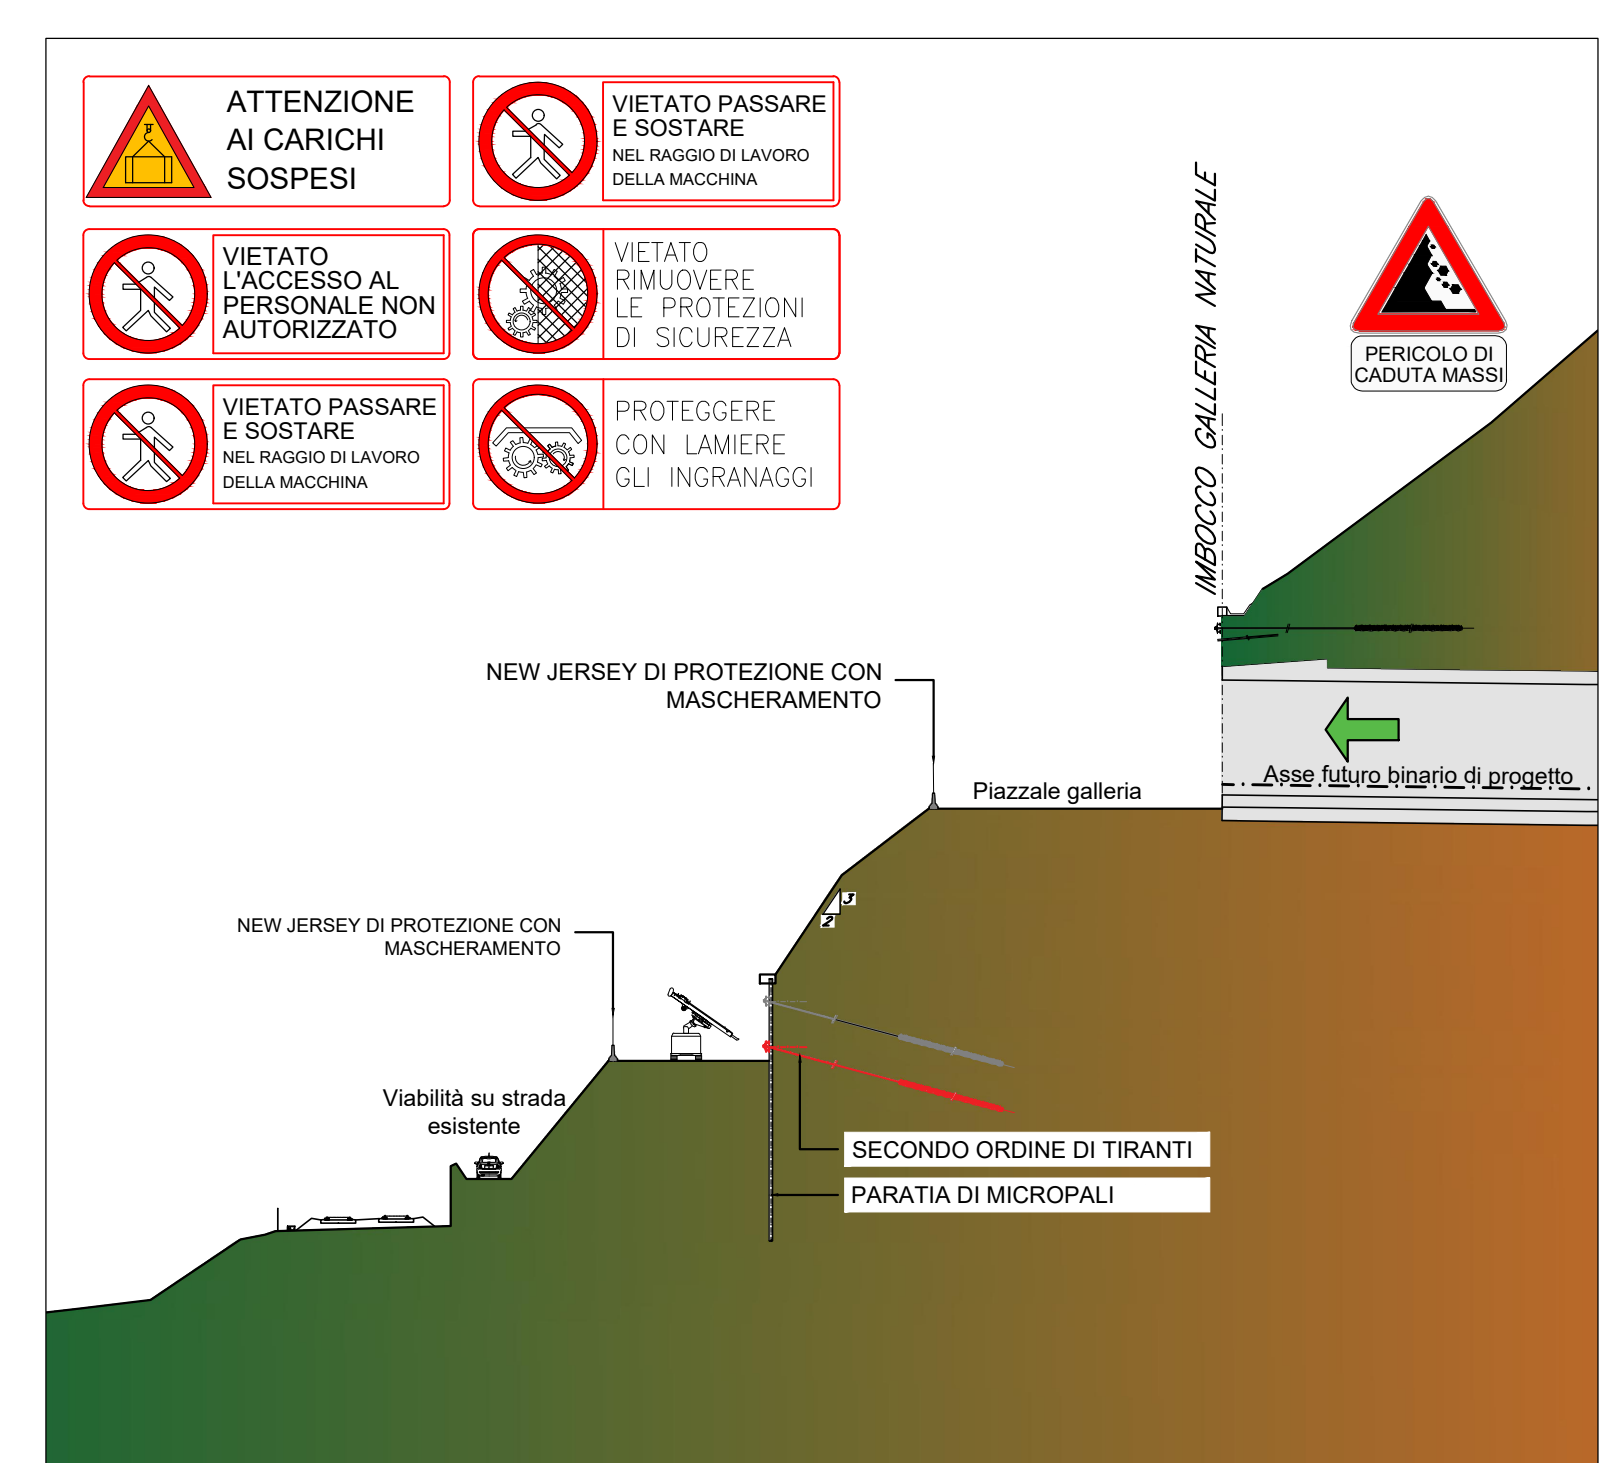 ATTENZIONE
AI CARICHI
SOSPESI
VIETATO PASSARE
E SOSTARE
NEL RAGGIO DI LAVORO
DELLA MACCHINA
VIETATO
L'ACCESSO AL
PERSONALE NON
AUTORIZZATO
VIETATO
RIMUOVERE
LE PROTEZIONI
DI SICUREZZA
VIETATO PASSARE
E SOSTARE
NEL RAGGIO DI LAVORO
DELLA MACCHINA
PROTEGGERE
CON LAMIERE
GLI INGRANAGGI
IMBOCCO GALLERIA NATURALE
PERICOLO DI
CADUTA MASSI
NEW JERSEY DI PROTEZIONE CON
MASCHERAMENTO
Asse futuro binario di progetto
Piazzale galleria
3
2
NEW JERSEY DI PROTEZIONE CON
MASCHERAMENTO
Viabilità su strada
esistente
SECONDO ORDINE DI TIRANTI
PARATIA DI MICROPALI